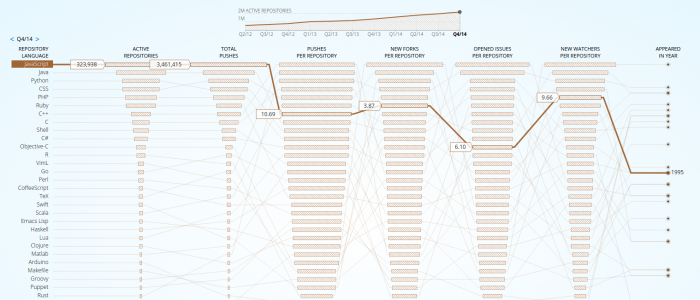 2M ACTIVE REPOSITORIES
1M
Q2/12 Q3/12 Q4/12 Q1/13 Q2/13 Q3/13 Q4/13 Q1/14 Q2/14 Q3/14 Q4/14
< Q4/14 >
REPOSITORY LANGUAGE
ACTIVE REPOSITORIES
TOTAL PUSHES
PUSHES PER REPOSITORY
NEW FORKS PER REPOSITORY
OPENED ISSUES PER REPOSITORY
NEW WATCHERS PER REPOSITORY
APPEARED IN YEAR
JavaScript 323,938 3,461,415
Java
Python
CSS
PHP 9.66
Ruby 3.87
C++ 10.69
C
Shell
C#
Objective-C 6.10
R
VimL
Go 1995
Perl
CoffeeScript
TeX
Swift
Scala
Emacs Lisp
Haskell
Lua
Clojure
Matlab
Arduino
Makefile
Groovy
Puppet
Rust